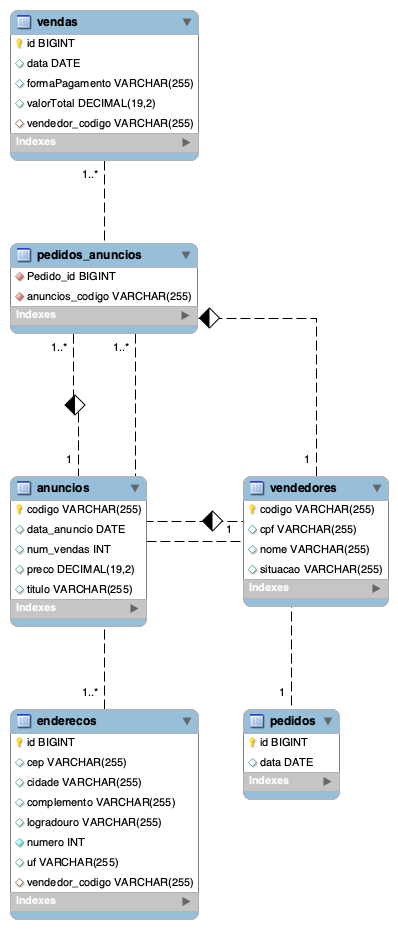 vendas
id BIGINT
data DATE
formaPagamento VARCHAR(255)
valorTotal DECIMAL(19,2)
vendedor_codigo VARCHAR(255)
Indexes
1..*
pedidos_anuncios
Pedido_id BIGINT
anuncios_codigo VARCHAR(255)
Indexes
1..*
1..*
1
1
anuncios
codigo VARCHAR(255)
data_anuncio DATE
num_vendas INT
preco DECIMAL(19,2)
titulo VARCHAR(255)
Indexes
1
vendedores
codigo VARCHAR(255)
cpf VARCHAR(255)
nome VARCHAR(255)
situacao VARCHAR(255)
Indexes
1..*
1
enderecos
id BIGINT
cep VARCHAR(255)
cidade VARCHAR(255)
complemento VARCHAR(255)
logradouro VARCHAR(255)
numero INT
uf VARCHAR(255)
vendedor_codigo VARCHAR(255)
Indexes
pedidos
id BIGINT
data DATE
Indexes